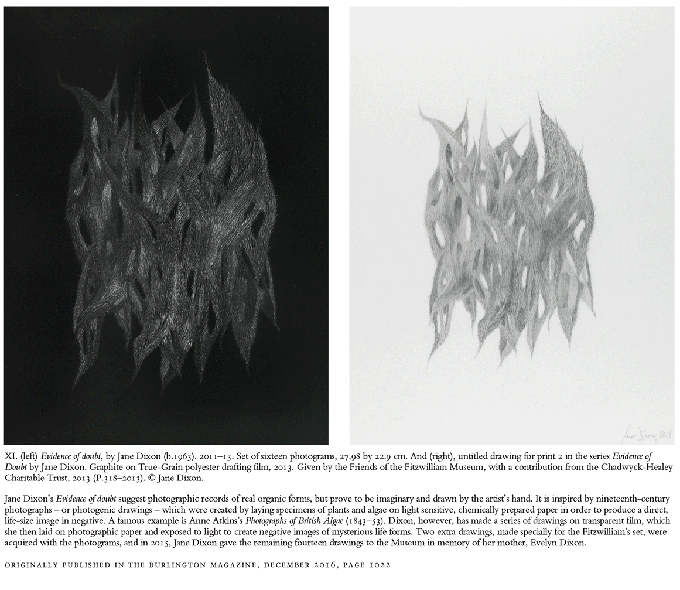 XI. (left) Evidence of doubt, by Jane Dixon (b.1963), 2011–13. Set of sixteen photograms, 27.98 by 22.9 cm. And (right), untitled drawing for print 2 in the series Evidence of
Doubt by Jane Dixon. Graphite on True-Grain polyester drafting film, 2013. Given by the Friends of the Fitzwilliam Museum, with a contribution from the Chadwyck-Healey
Charitable Trust, 2013 (P.318–2013). © Jane Dixon.
Jane Dixon's Evidence of doubt suggest photographic records of real organic forms, but prove to be imaginary and drawn by the artist's hand. It is inspired by nineteenth-century
photographs – or photogenic drawings – which were created by laying specimens of plants and algae on light sensitive, chemically prepared paper in order to produce a direct,
life-size image in negative. A famous example is Anne Atkins's Photographs of British Algae (1843–53). Dixon, however, has made a series of drawings on transparent film, which
she then laid on photographic paper and exposed to light to create negative images of mysterious life forms. Two extra drawings, made specially for the Fitzwilliam's set, were
acquired with the photograms, and in 2015, Jane Dixon gave the remaining fourteen drawings to the Museum in memory of her mother, Evelyn Dixon.
ORIGINALLY PUBLISHED IN THE BURLINGTON MAGAZINE, DECEMBER 2016, PAGE 1022